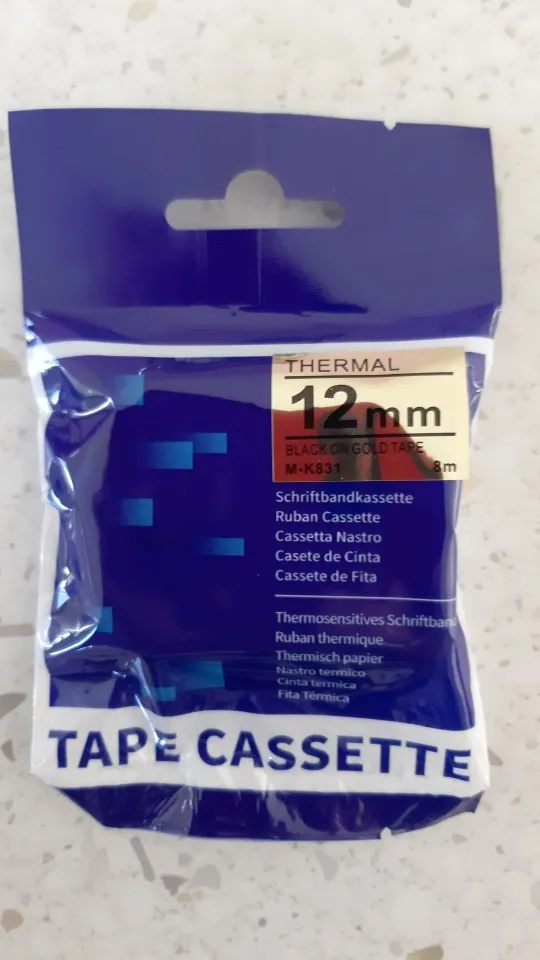 THERMAL
12mm
BLACK ON GOLD TAPE
M-K831 8m
Schriftbandkassette
Ruban Cassette
Cassetta Nastro
Casete de Cinta
Cassete de Fita
Thermosensitives Schriftband
Ruban thermique
Thermisch papier
Nastro termico
Cinta térmica
Fita Térmica
TAPE CASSETTE